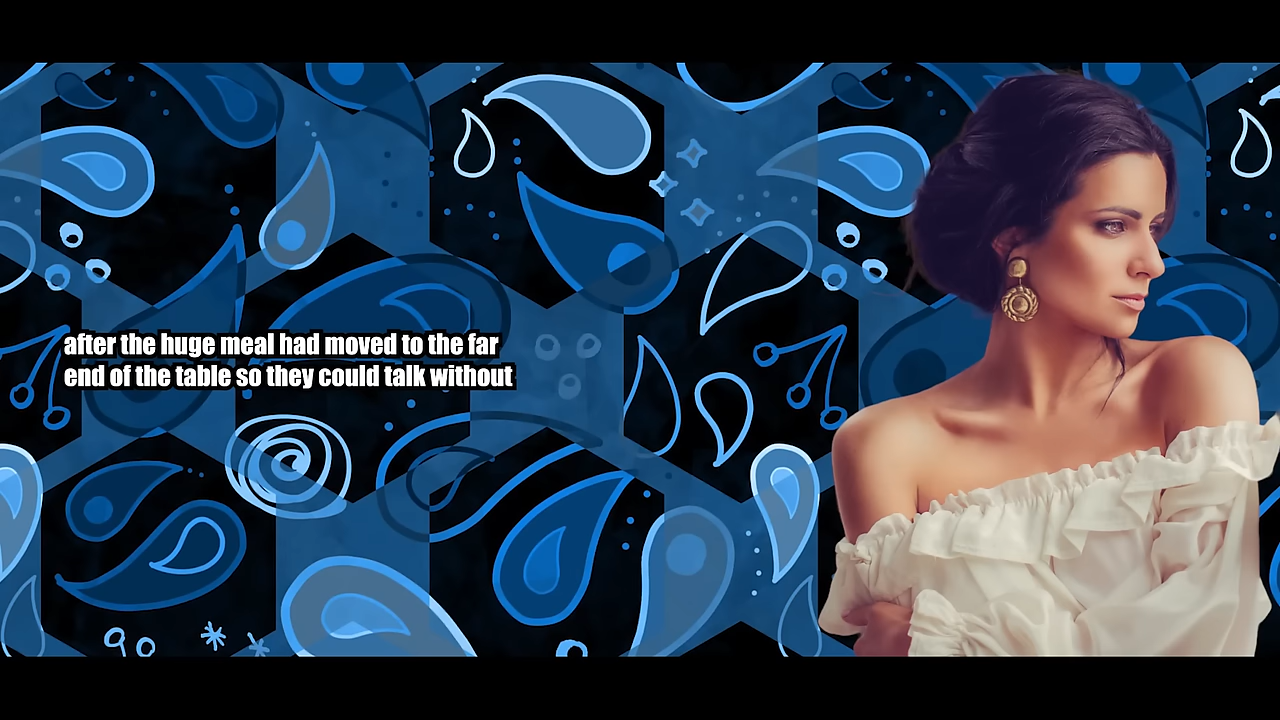 after the huge meal had moved to the far
end of the table so they could talk without